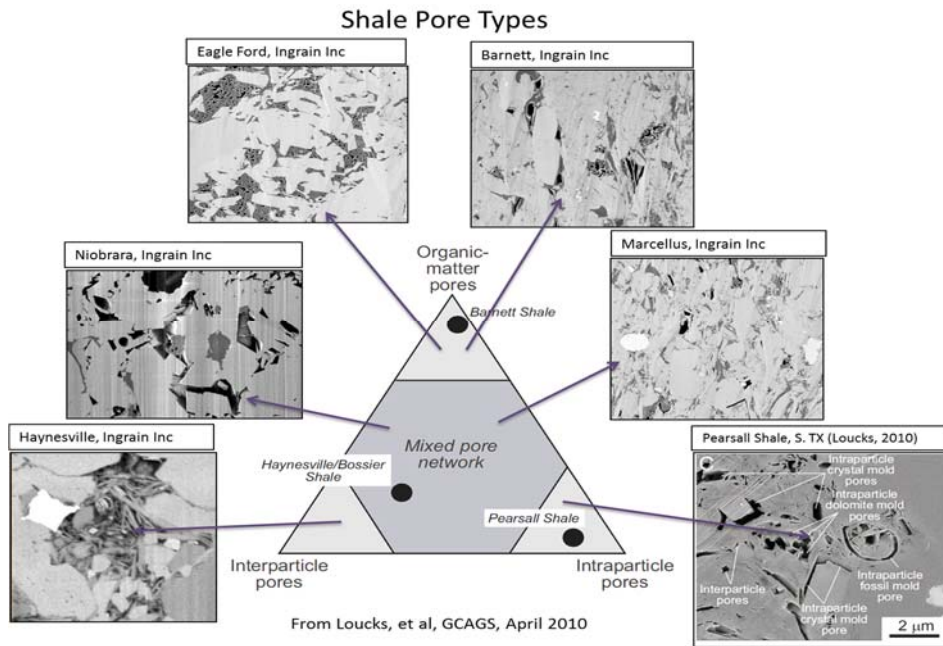 Shale Pore Types
Eagle Ford, Ingrain Inc
Barnett, Ingrain Inc
Niobrara, Ingrain Inc
Organic-
matter
pores
Marcellus, Ingrain Inc
Barnett Shale
Haynesville, Ingrain Inc
Mixed pore
network
Haynesville/Bossier
Shale
Pearsall Shale
Interparticle
pores
Intraparticle
pores
Pearsall Shale, S. TX (Loucks, 2010)
C
Intraparticle
crystal mold
pores
Intraparticle
dolomite mold
pores
Interparticle
pores
Intraparticle
fossil mold
pore
Intraparticle
crystal mold
pore
2 μm
From Loucks, et al, GCAGS, April 2010